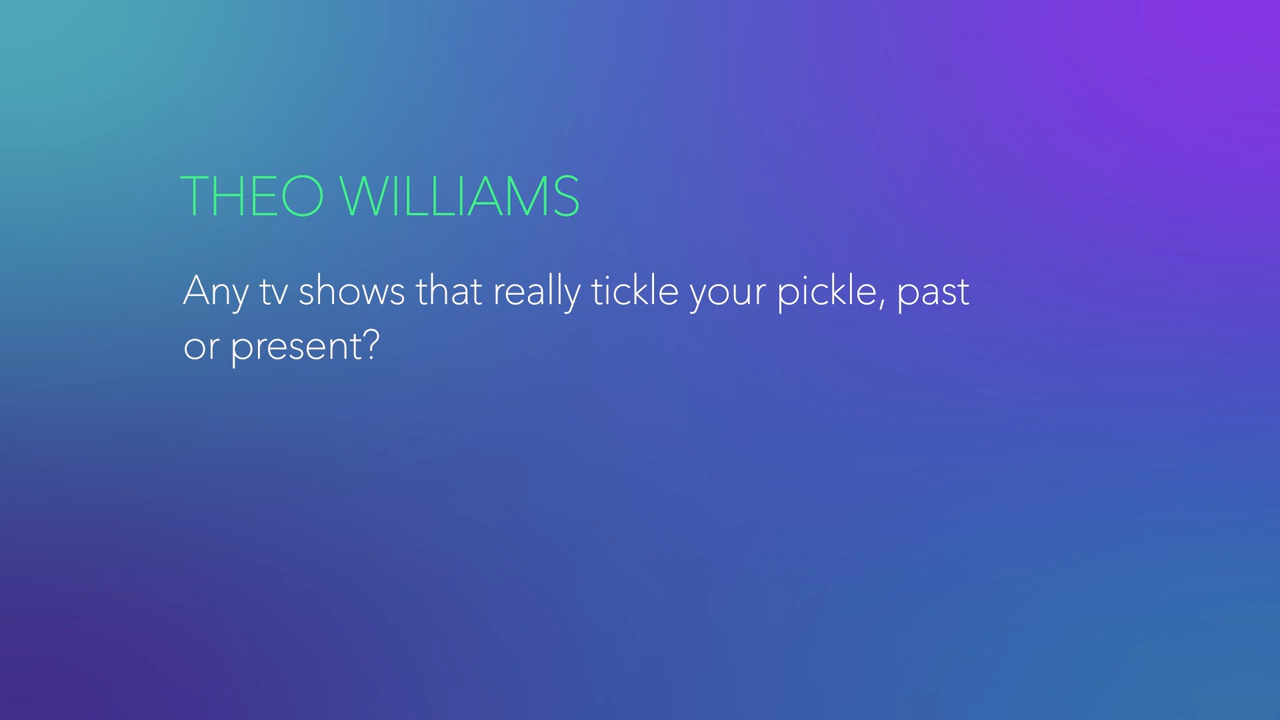 THEO WILLIAMS
Any tv shows that really tickle your pickle, past
or present?